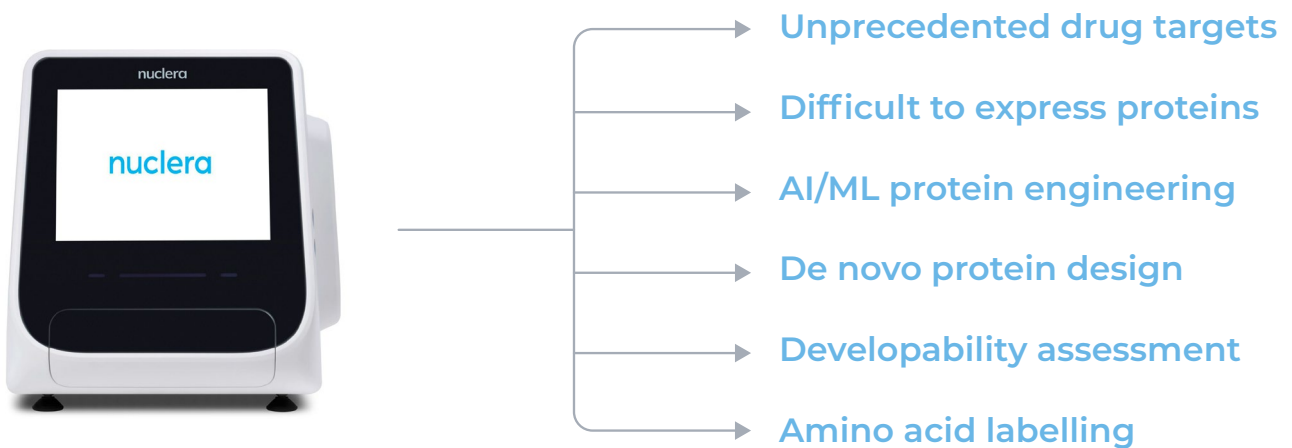 nuclera
nuclera
Unprecedented drug targets
Difficult to express proteins
AI/ML protein engineering
De novo protein design
Developability assessment
Amino acid labelling